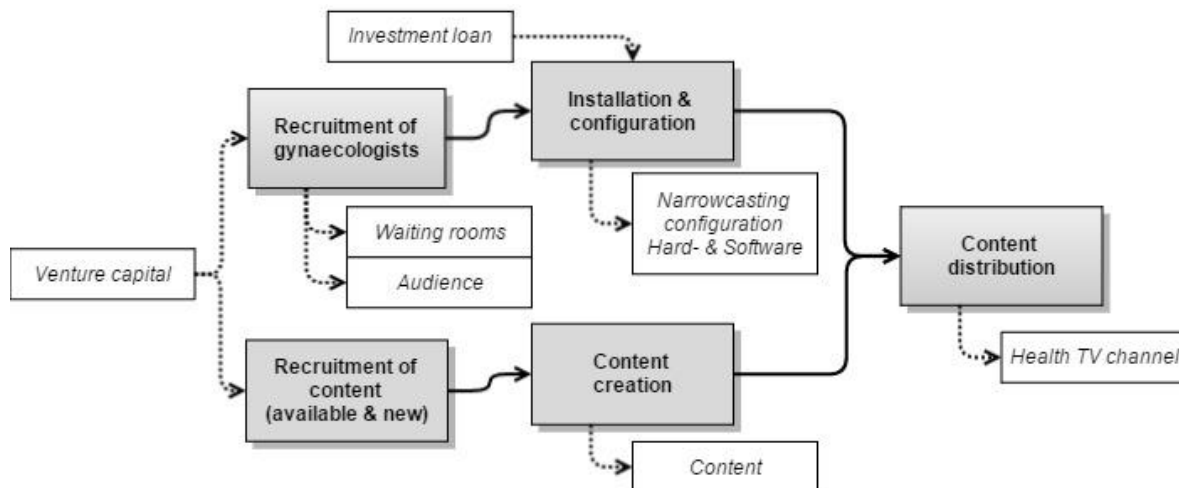 Investment loan
Installation &
configuration
Recruitment of
gynaecologists
Narrowcasting
configuration
Hard- & Software
Waiting rooms
Audience
Venture capital
Content
distribution
Recruitment of
content
(available & new)
Content
creation
Health TV channel
Content